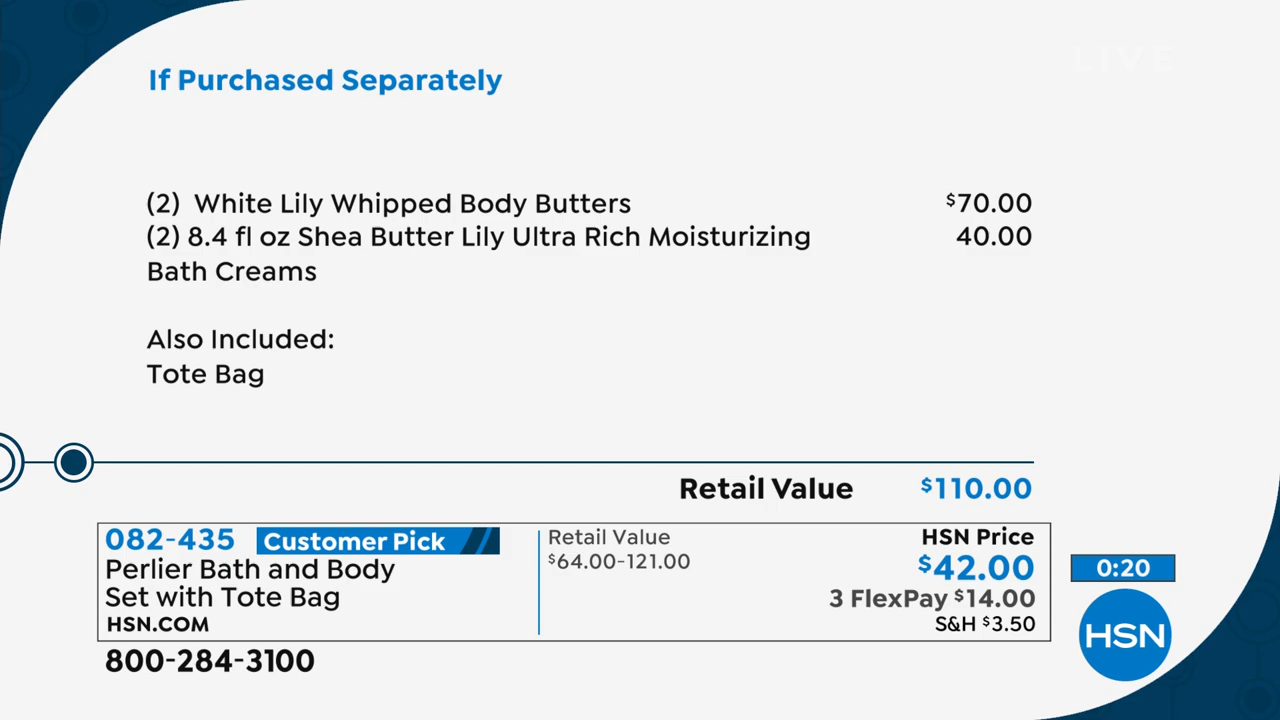 LIVE
If Purchased Separately
(2) White Lily Whipped Body Butters $70.00
(2) 8.4 fl oz Shea Butter Lily Ultra Rich Moisturizing 40.00
Bath Creams
Also Included:
Tote Bag
Retail Value $110.00
082-435 Customer Pick
Perlier Bath and Body
Set with Tote Bag
HSN.COM
Retail Value
$64.00-121.00
HSN Price
$42.00
3 FlexPay $14.00
S&H $3.50
0:20
HSN
800-284-3100